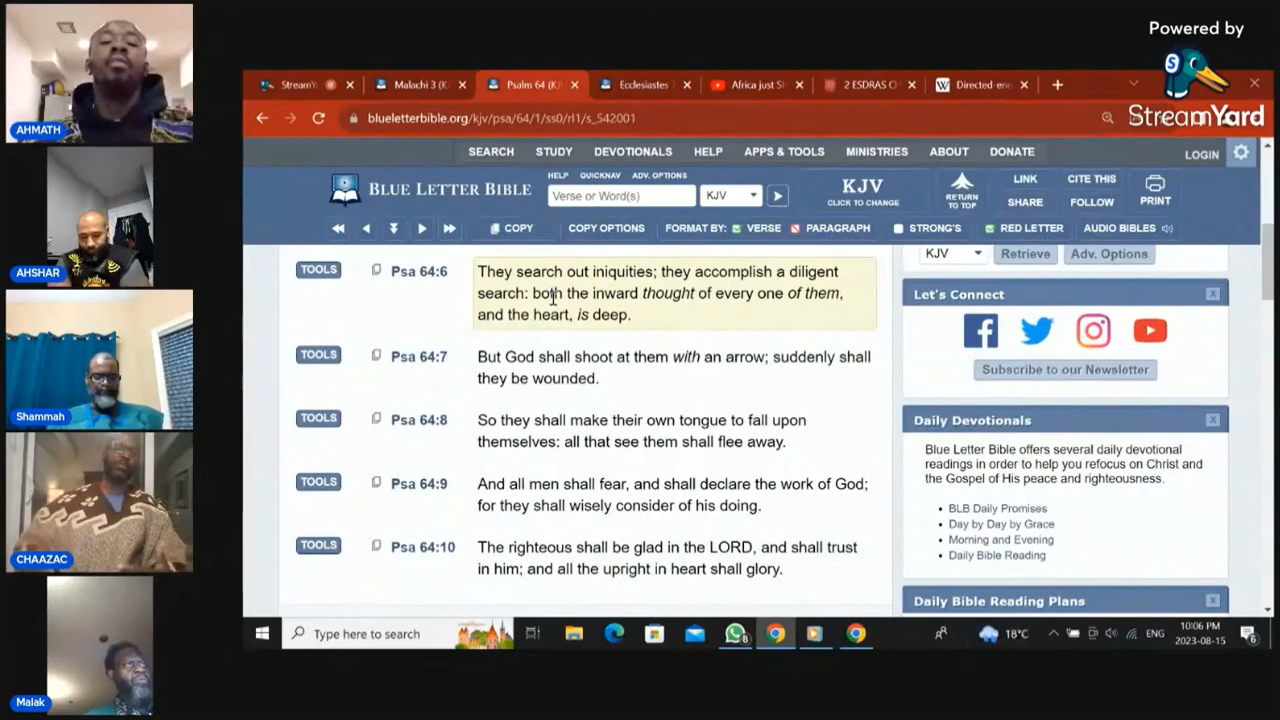 Powered by
StreamYard
AHMATH
AHSHAR
Shammah
CHAAZAC
Malak
StreamY
Malachi 3 (K
Psalm 64 (K
Ecclesiastes
Africa just S
2 ESDRAS C
Directed-ene
blueletterbible.org/kjv/psa/64/1/ss0/rl1/s_542001
SEARCH STUDY DEVOTIONALS HELP APPS & TOOLS MINISTRIES ABOUT DONATE LOGIN
BLUE LETTER BIBLE
HELP QUICKNAV ADV. OPTIONS
Verse or Word(s) KJV
KJV
CLICK TO CHANGE
RETURN
TO TOP
LINK
SHARE
CITE THIS
FOLLOW
PRINT
COPY COPY OPTIONS FORMAT BY: VERSE PARAGRAPH STRONG'S RED LETTER AUDIO BIBLES
TOOLS Psa 64:6 They search out iniquities; they accomplish a diligent
search: both the inward thought of every one of them,
and the heart, is deep.
TOOLS Psa 64:7 But God shall shoot at them with an arrow; suddenly shall
they be wounded.
TOOLS Psa 64:8 So they shall make their own tongue to fall upon
themselves: all that see them shall flee away.
TOOLS Psa 64:9 And all men shall fear, and shall declare the work of God;
for they shall wisely consider of his doing.
TOOLS Psa 64:10 The righteous shall be glad in the LORD, and shall trust
in him; and all the upright in heart shall glory.
KJV Retrieve Adv. Options
Let's Connect
Subscribe to our Newsletter
Daily Devotionals
Blue Letter Bible offers several daily devotional
readings in order to help you refocus on Christ and
the Gospel of His peace and righteousness.
BLB Daily Promises
Day by Day by Grace
Morning and Evening
Daily Bible Reading
Daily Bible Reading Plans
Type here to search
8
18°C
ENG
10:06 PM
2023-08-15
6